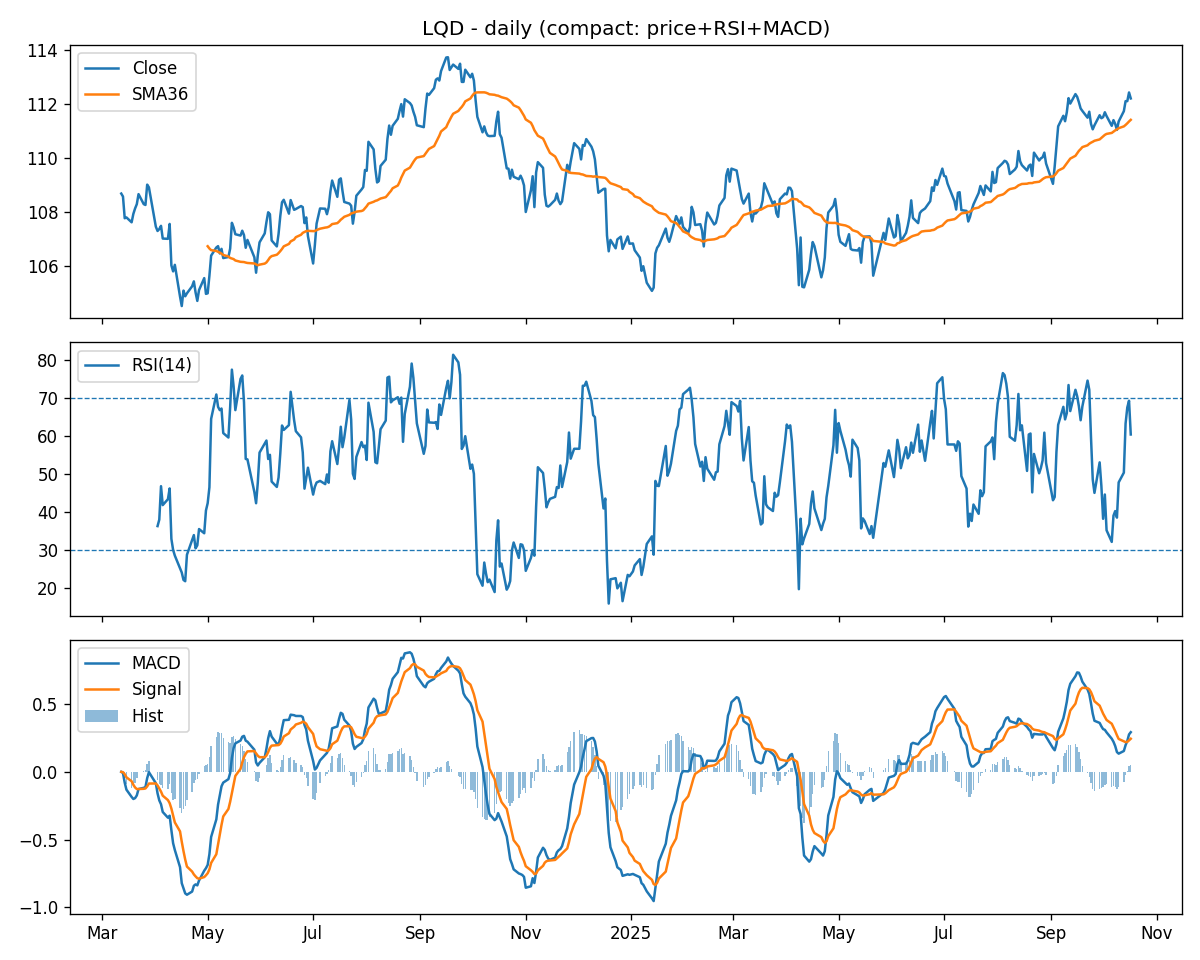 LQD - daily (compact: price+RSI+MACD)
114
112
110
108
106
Close
SMA36
80
70
60
50
40
30
20
RSI(14)
0.5
0.0
−0.5
−1.0
MACD
Signal
Hist
Mar May Jul Sep Nov 2025 Mar May Jul Sep Nov